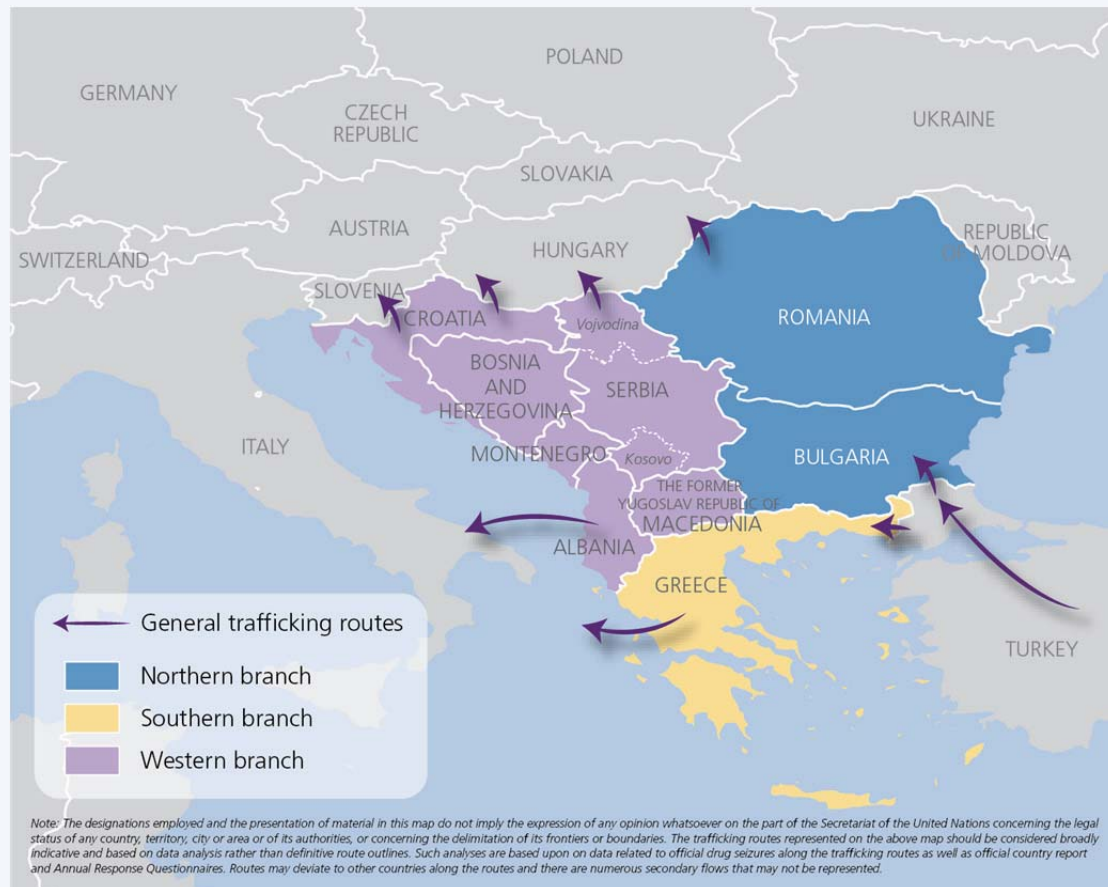 POLAND
GERMANY
CZECH
REPUBLIC
UKRAINE
SLOVAKIA
AUSTRIA
REPUBLIC
OF MOLDOVA
SWITZERLAND
HUNGARY
SLOVENIA
CROATIA
Vojvodina
ROMANIA
BOSNIA
AND
HERZEGOVINA
SERBIA
ITALY
MONTENEGRO
Kosovo
BULGARIA
THE FORMER
YUGOSLAV REPUBLIC OF
MACEDONIA
ALBANIA
GREECE
TURKEY
General trafficking routes
Northern branch
Southern branch
Western branch
Note: The designations employed and the presentation of material in this map do not imply the expression of any opinion whatsoever on the part of the Secretariat of the United Nations concerning the legal
status of any country, territory, city or area or of its authorities, or concerning the delimitation of its frontiers or boundaries. The trafficking routes represented on the above map should be considered broadly
indicative and based on data analysis rather than definitive route outlines. Such analyses are based upon on data related to official drug seizures along the trafficking routes as well as official country report
and Annual Response Questionnaires. Routes may deviate to other countries along the routes and there are numerous secondary flows that may not be represented.